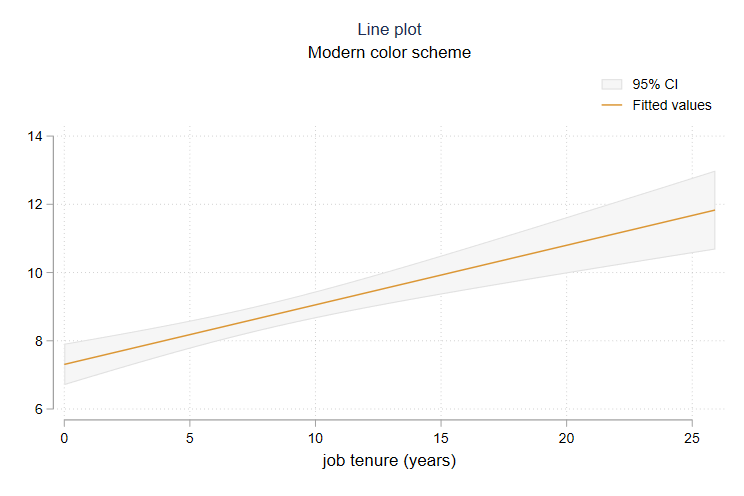 Line plot
Modern color scheme
95% CI
Fitted values
14
12
10
8
6
0 5 10 15 20 25
job tenure (years)